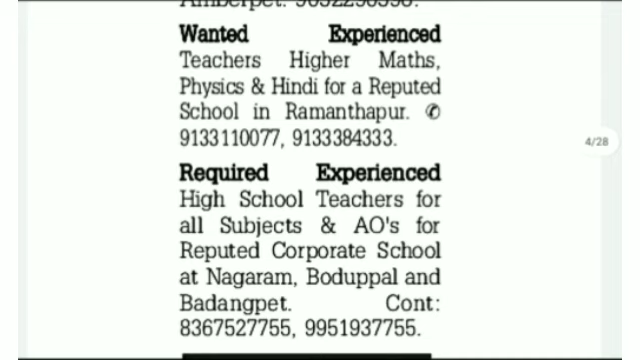 Wanted Experienced
Teachers Higher Maths,
Physics & Hindi for a Reputed
School in Ramanthapur. ✆
9133110077, 9133384333.
4/28
Required Experienced
High School Teachers for
all Subjects & AO's for
Reputed Corporate School
at Nagaram, Boduppal and
Badangpet. Cont:
8367527755, 9951937755.